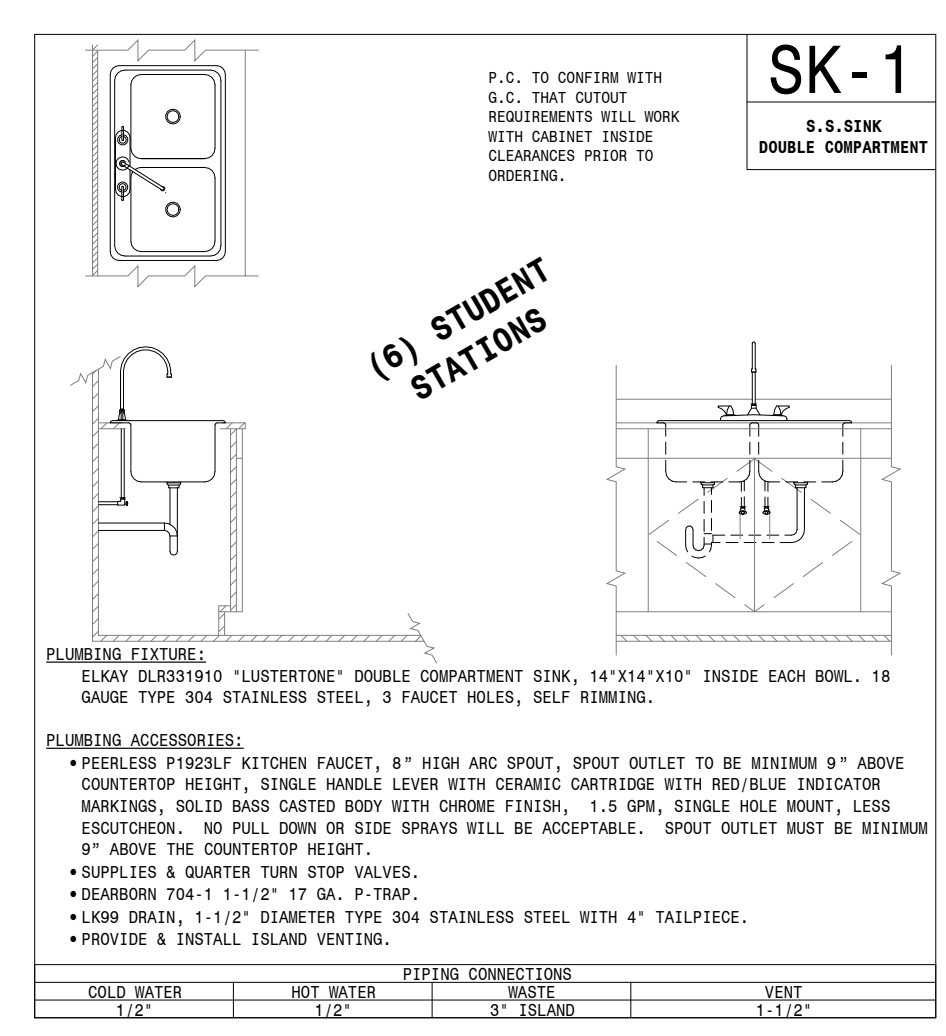 P.C. TO CONFIRM WITH
G.C. THAT CUTOUT
REQUIREMENTS WILL WORK
WITH CABINET INSIDE
CLEARANCES PRIOR TO
ORDERING.
SK-1
S.S.SINK
DOUBLE COMPARTMENT
(6) STUDENT
STATIONS
PLUMBING FIXTURE:
ELKAY DLR331910 "LUSTERTONE" DOUBLE COMPARTMENT SINK, 14"X14"X10" INSIDE EACH BOWL. 18
GAUGE TYPE 304 STAINLESS STEEL, 3 FAUCET HOLES, SELF RIMMING.
PLUMBING ACCESSORIES:
• PEERLESS P1923LF KITCHEN FAUCET, 8” HIGH ARC SPOUT, SPOUT OUTLET TO BE MINIMUM 9” ABOVE
COUNTERTOP HEIGHT, SINGLE HANDLE LEVER WITH CERAMIC CARTRIDGE WITH RED/BLUE INDICATOR
MARKINGS, SOLID BASS CASTED BODY WITH CHROME FINISH, 1.5 GPM, SINGLE HOLE MOUNT, LESS
ESCUTCHEON. NO PULL DOWN OR SIDE SPRAYS WILL BE ACCEPTABLE. SPOUT OUTLET MUST BE MINIMUM
9” ABOVE THE COUNTERTOP HEIGHT.
• SUPPLIES & QUARTER TURN STOP VALVES.
• DEARBORN 704-1 1-1/2" 17 GA. P-TRAP.
• LK99 DRAIN, 1-1/2" DIAMETER TYPE 304 STAINLESS STEEL WITH 4" TAILPIECE.
• PROVIDE & INSTALL ISLAND VENTING.
PIPING CONNECTIONS
COLD WATER HOT WATER WASTE VENT
1/2" 1/2" 3" ISLAND 1-1/2"